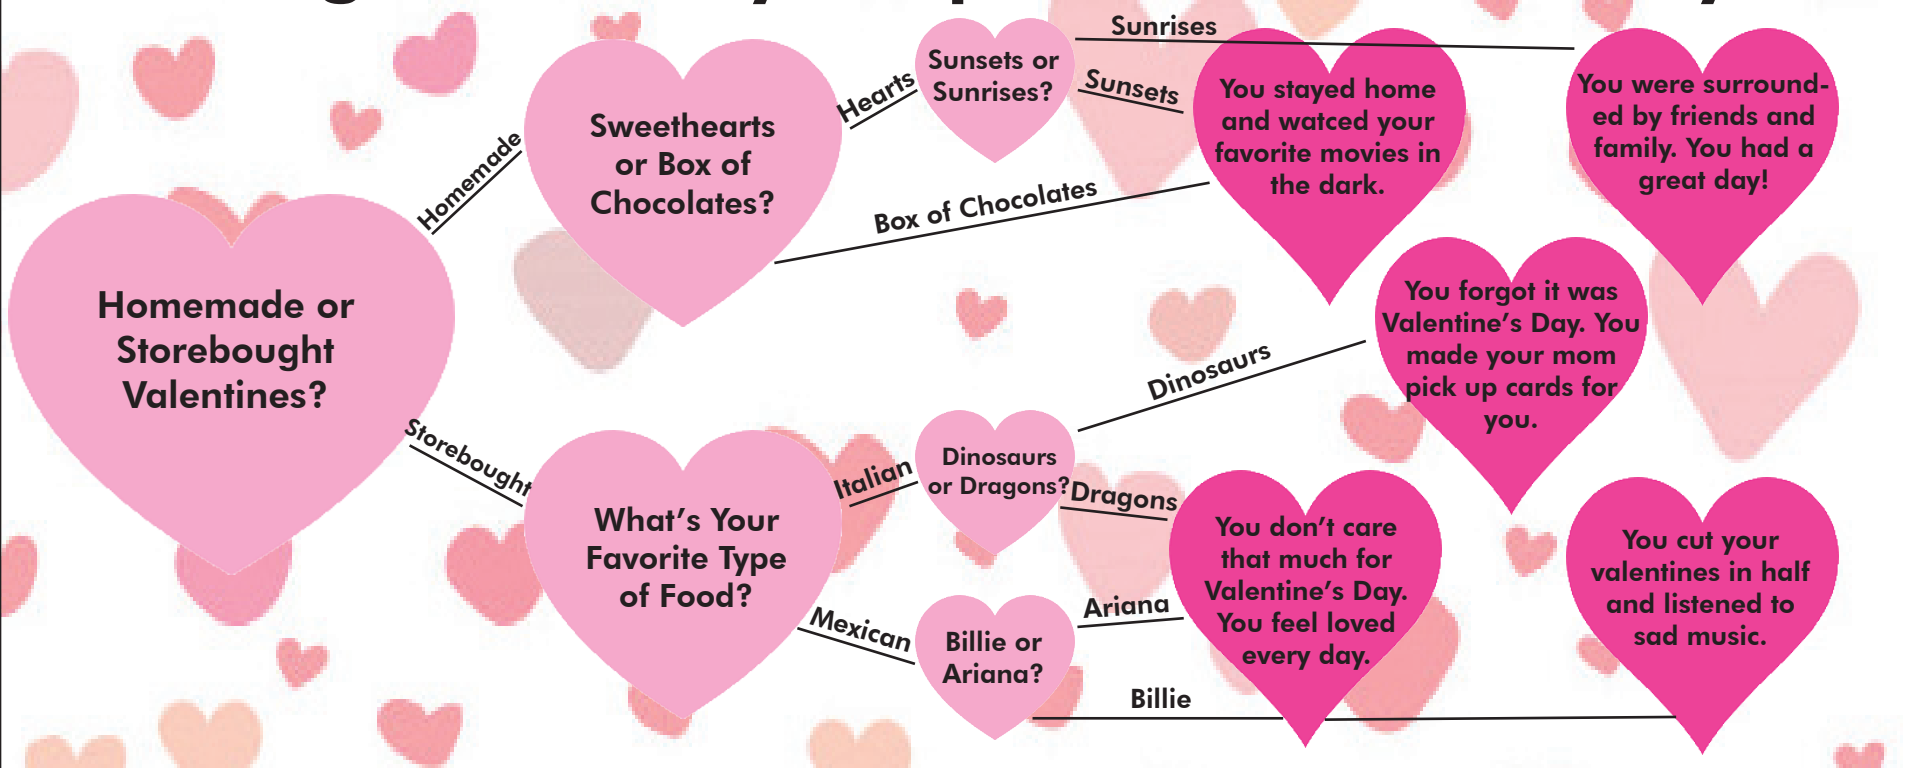 Homemade or
Storebought
Valentines?
Homemade
Storebought
Sweethearts
or Box of
Chocolates?
Hearts
Box of Chocolates
Sunsets or
Sunrises?
Sunrises
Sunsets
You stayed home
and watced your
favorite movies in
the dark.
You were surround-
ed by friends and
family. You had a
great day!
What's Your
Favorite Type
of Food?
Italian
Mexican
Dinosaurs
or Dragons?
Dinosaurs
Dragons
You forgot it was
Valentine's Day. You
made your mom
pick up cards for
you.
Billie or
Ariana?
Ariana
Billie
You don't care
that much for
Valentine's Day.
You feel loved
every day.
You cut your
valentines in half
and listened to
sad music.